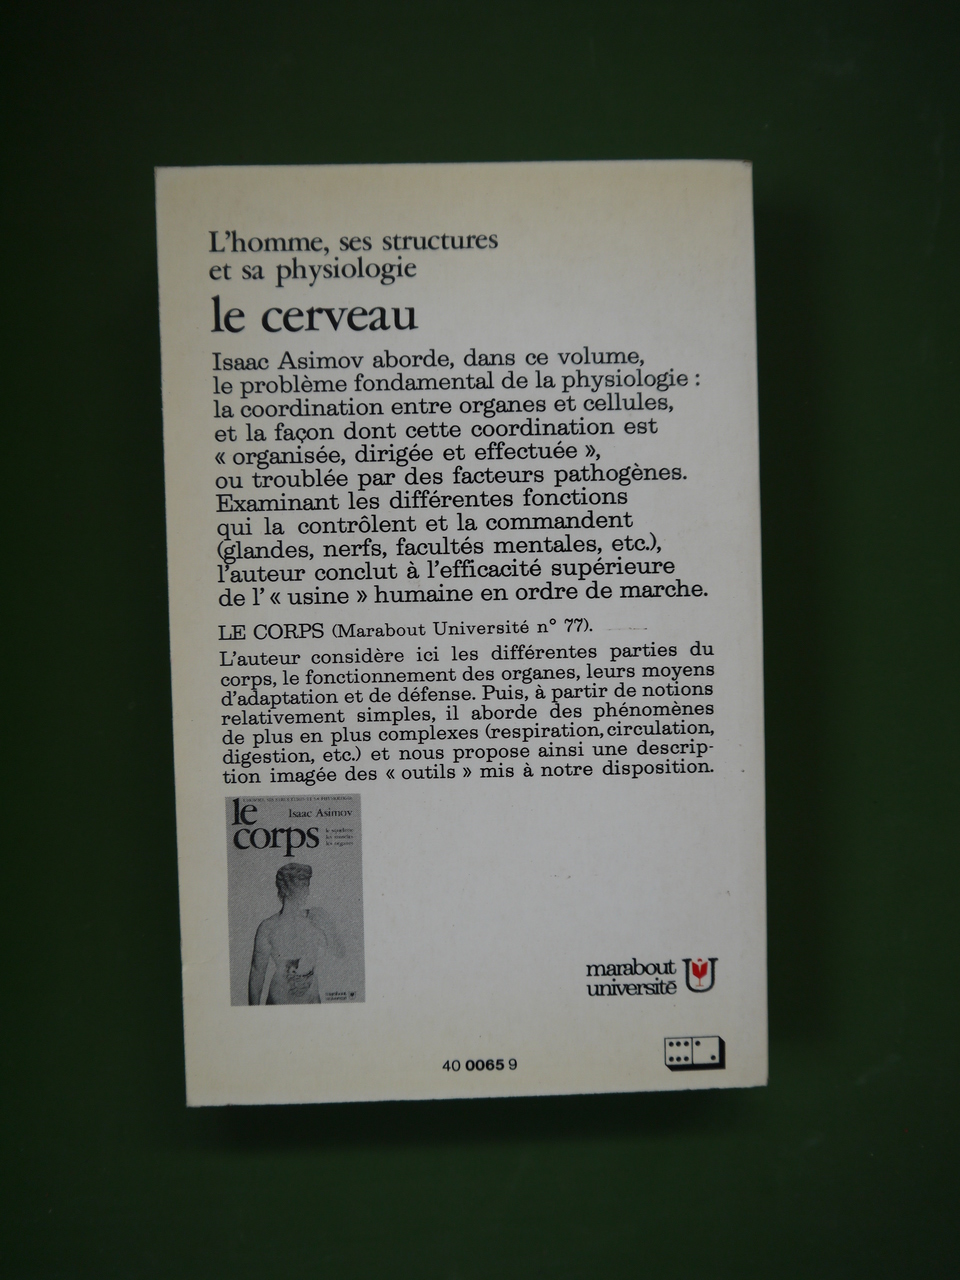 L'homme, ses structures
et sa physiologie
le cerveau
Isaac Asimov aborde, dans ce volume,
le problème fondamental de la physiologie :
la coordination entre organes et cellules,
et la façon dont cette coordination est
« organisée, dirigée et effectuée »,
ou troublée par des facteurs pathogènes.
Examinant les différentes fonctions
qui la contrôlent et la commandent
(glandes, nerfs, facultés mentales, etc.),
l'auteur conclut à l'efficacité supérieure
de l' « usine » humaine en ordre de marche.
LE CORPS (Marabout Université n° 77).
L'auteur considère ici les différentes parties du
corps, le fonctionnement des organes, leurs moyens
d'adaptation et de défense. Puis, à partir de notions
relativement simples, il aborde des phénomènes
de plus en plus complexes (respiration, circulation,
digestion, etc.) et nous propose ainsi une descrip-
tion imagée des « outils » mis à notre disposition.
le
Isaac Asimov
corps
marabout
université
40 0065 9